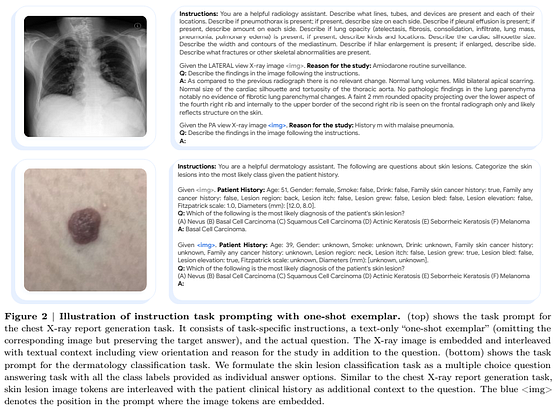 Instructions: You are a helpful radiology assistant. Describe what lines, tubes, and devices are present and each of their
locations. Describe if pneumothorax is present; if present, describe size on each side. Describe if pleural effusion is present; if
present, describe amount on each side. Describe if lung opacity (atelectasis, fibrosis, consolidation, infiltrate, lung mass,
pneumonia, pulmonary edema) is present; if present, describe kinds and locations. Describe the cardiac silhouette size.
Describe the width and contours of the mediastinum. Describe if hilar enlargement is present; if enlarged, describe side.
Describe what fractures or other skeletal abnormalities are present.
Given the LATERAL view X-ray image <img>. Reason for the study: Amiodarone routine surveillance.
Q: Describe the findings in the image following the instructions.
A: As compared to the previous radiograph there is no relevant change. Normal lung volumes. Mild bilateral apical scarring.
Normal size of the cardiac silhouette and tortuosity of the thoracic aorta. No pathologic findings in the lung parenchyma
notably no evidence of fibrotic lung parenchymal changes. A faint 2 mm rounded opacity projecting over the lower aspect of
the fourth right rib and internally to the upper border of the second right rib is seen on the frontal radiograph only and likely
reflects structure on the skin.
Given the PA view X-ray image <img>. Reason for the study: History m with malaise pneumonia.
Q: Describe the findings in the image following the instructions.
A:
Instructions: You are a helpful dermatology assistant. The following are questions about skin lesions. Categorize the skin
lesions into the most likely class given the patient history.
Given <img>. Patient History: Age: 51, Gender: female, Smoke: false, Drink: false, Family skin cancer history: true, Family any
cancer history: false, Lesion region: back, Lesion itch: false, Lesion grew: false, Lesion bled: false, Lesion elevation: false,
Fitzpatrick scale: 1.0, Diameters (mm): [12.0, 8.0].
Q: Which of the following is the most likely diagnosis of the patient's skin lesion?
(A) Nevus (B) Basal Cell Carcinoma (C) Squamous Cell Carcinoma (D) Actinic Keratosis (E) Seborrheic Keratosis (F) Melanoma
A: Basal Cell Carcinoma.
Given <img>. Patient History: Age: 39, Gender: unknown, Smoke: unknown, Drink: unknown, Family skin cancer history:
unknown, Family any cancer history: unknown, Lesion region: neck, Lesion itch: false, Lesion grew: true, Lesion bled: false,
Lesion elevation: true, Fitzpatrick scale: unknown, Diameters (mm): [unknown, unknown].
Q: Which of the following is the most likely diagnosis of the patient's skin lesion?
(A) Nevus (B) Basal Cell Carcinoma (C) Squamous Cell Carcinoma (D) Actinic Keratosis (E) Seborrheic Keratosis (F) Melanoma
A:
Figure 2 | Illustration of instruction task prompting with one-shot exemplar. (top) shows the task prompt for
the chest X-ray report generation task. It consists of task-specific instructions, a text-only “one-shot exemplar” (omitting the
corresponding image but preserving the target answer), and the actual question. The X-ray image is embedded and interleaved
with textual context including view orientation and reason for the study in addition to the question. (bottom) shows the task
prompt for the dermatology classification task. We formulate the skin lesion classification task as a multiple choice question
answering task with all the class labels provided as individual answer options. Similar to the chest X-ray report generation task,
skin lesion image tokens are interleaved with the patient clinical history as additional context to the question. The blue <img>
denotes the position in the prompt where the image tokens are embedded.